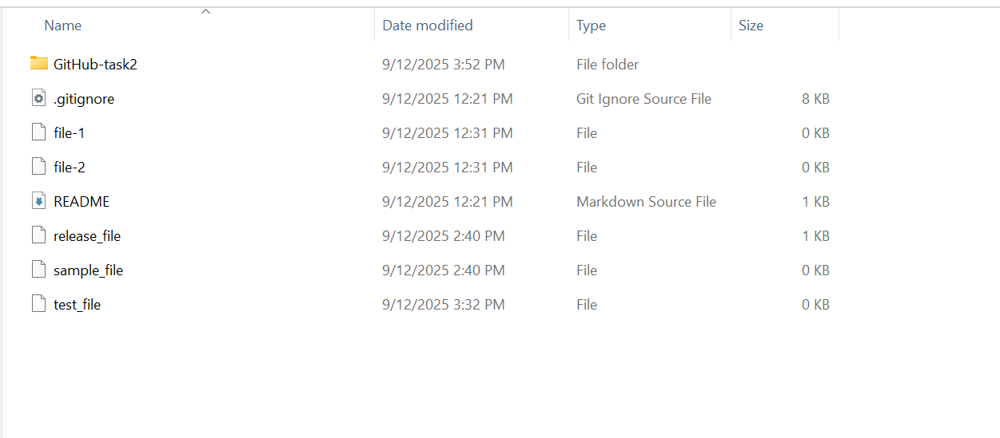 Name Date modified Type Size
GitHub-task2 9/12/2025 3:52 PM File folder
.gitignore 9/12/2025 12:21 PM Git Ignore Source File 8 KB
file-1 9/12/2025 12:31 PM File 0 KB
file-2 9/12/2025 12:31 PM File 0 KB
README 9/12/2025 12:21 PM Markdown Source File 1 KB
release_file 9/12/2025 2:40 PM File 1 KB
sample_file 9/12/2025 2:40 PM File 0 KB
test_file 9/12/2025 3:32 PM File 0 KB